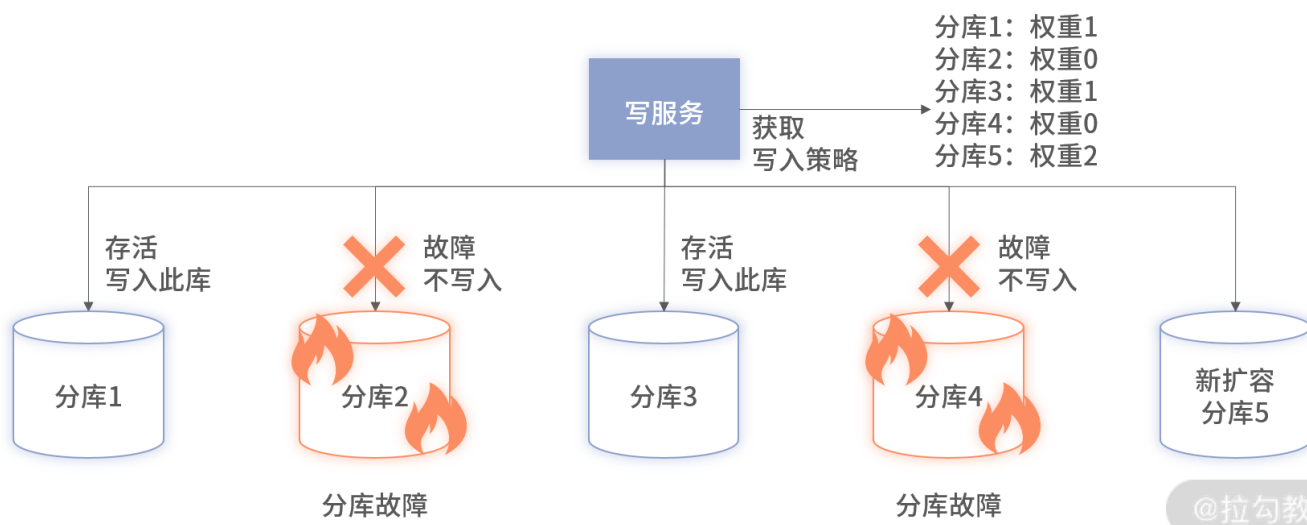 分库1：权重1
分库2：权重0
分库3：权重1
分库4：权重0
分库5：权重2
写服务
获取
写入策略
存活
写入此库
故障
不写入
存活
写入此库
故障
不写入
分库1
分库2
分库3
分库4
新扩容
分库5
分库故障
分库故障
@拉勾教